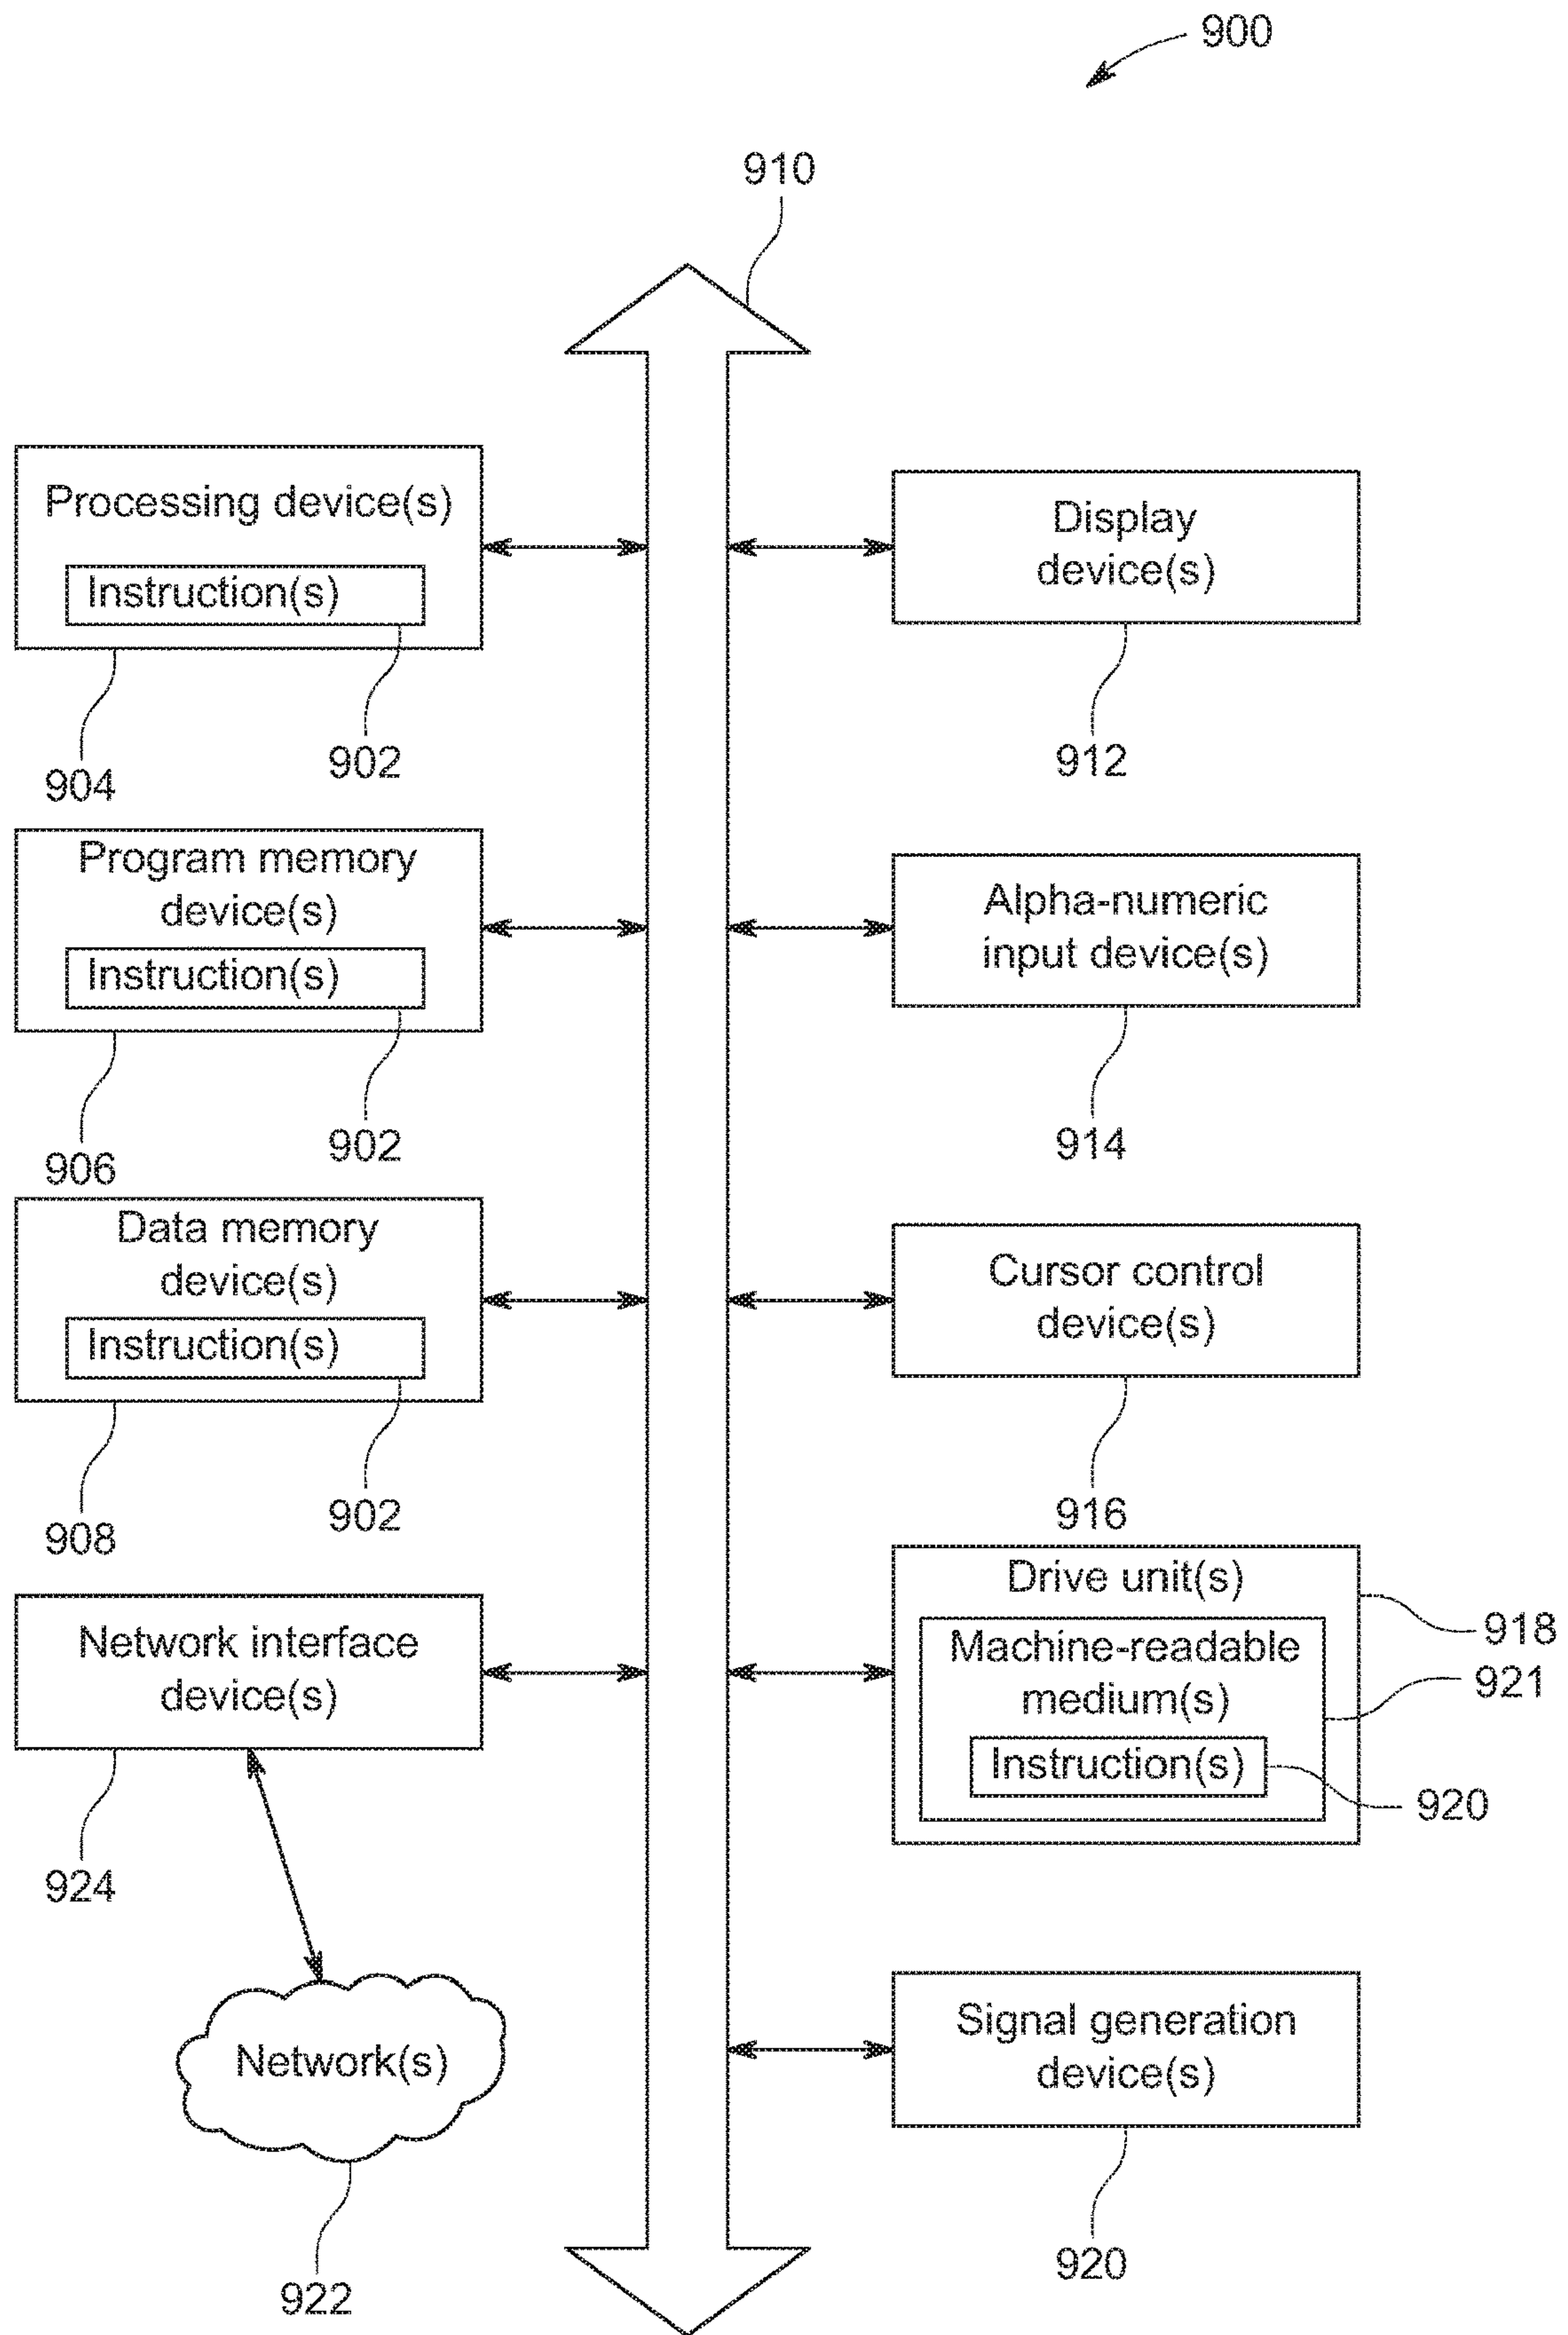 900
910
Processing device(s)
Instruction(s)
904
902
Program memory
device(s)
Instruction(s)
906
902
Data memory
device(s)
Instruction(s)
908
902
Network interface
device(s)
924
Network(s)
922
Display
device(s)
912
Alpha-numeric
input device(s)
914
Cursor control
device(s)
916
Drive unit(s)
918
Machine-readable
medium(s)
921
Instruction(s)
920
Signal generation
device(s)
920